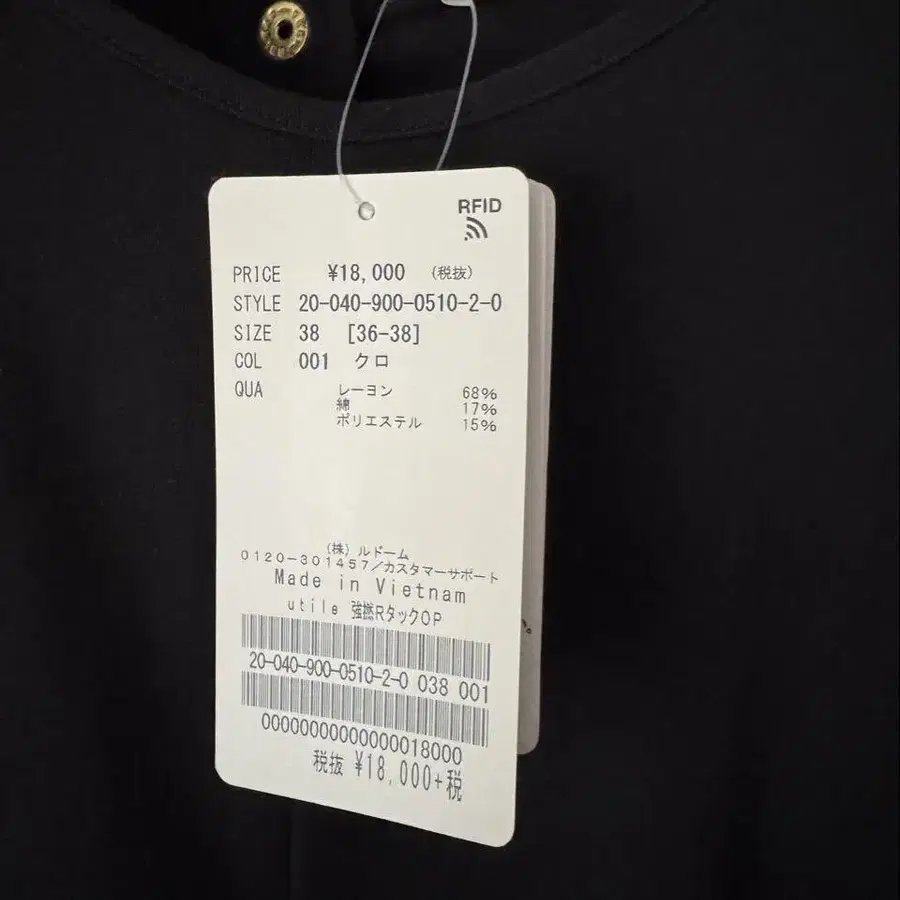 RFID
PRICE ¥18,000 (税抜)
STYLE 20-040-900-0510-2-0
SIZE 38 [36-38]
COL 001 クロ
QUA レーヨン 68%
綿 17%
ポリエステル 15%
(株)ルドーム
0120-301457/カスタマーサポート
Made in Vietnam
utile 強撚RタックOP
20-040-900-0510-2-0 038 001
税抜 ¥18,000+税